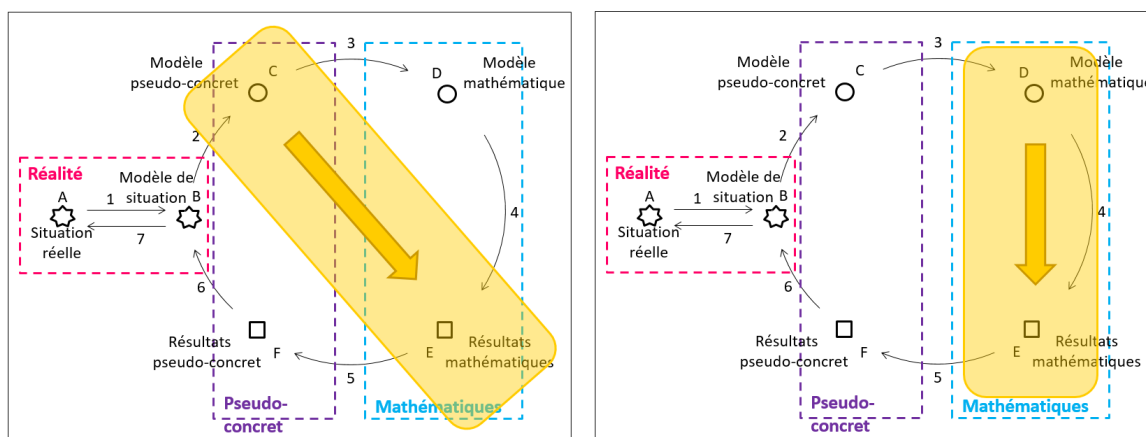 3
Modèle
pseudo-concret
C
D
Modèle
mathématique
2
Réalité
A
1
Modèle de
situation
B
4
Situation
réelle
7
6
Résultats
pseudo-concret
F
E
Résultats
mathématiques
5
Pseudo-
concret
Mathématiques
3
Modèle
pseudo-concret
C
D
Modèle
mathématique
2
Réalité
A
1
Modèle de
situation
B
4
Situation
réelle
7
6
Résultats
pseudo-concret
F
E
Résultats
mathématiques
5
Pseudo-
concret
Mathématiques